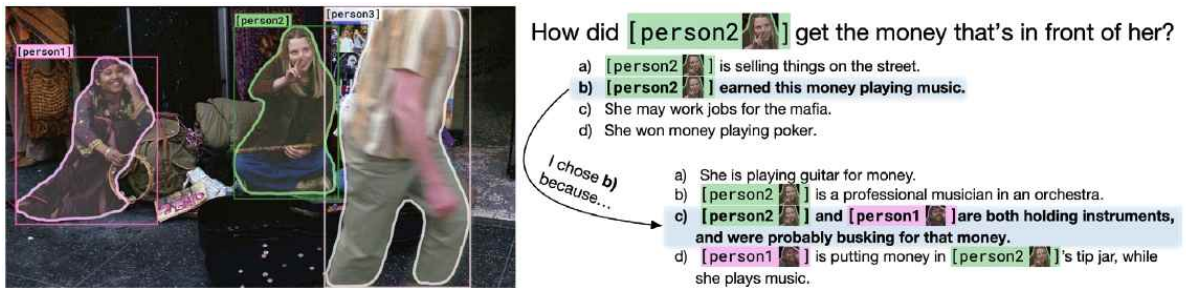 [person1]
[person2]
[person3]
How did [person2] get the money that's in front of her?
a) [person2] is selling things on the street.
b) [person2] earned this money playing music.
c) She may work jobs for the mafia.
d) She won money playing poker.
I chose b)
because...
a) She is playing guitar for money.
b) [person2] is a professional musician in an orchestra.
c) [person2] and [person1] are both holding instruments,
and were probably busking for that money.
d) [person1] is putting money in [person2]'s tip jar, while
she plays music.